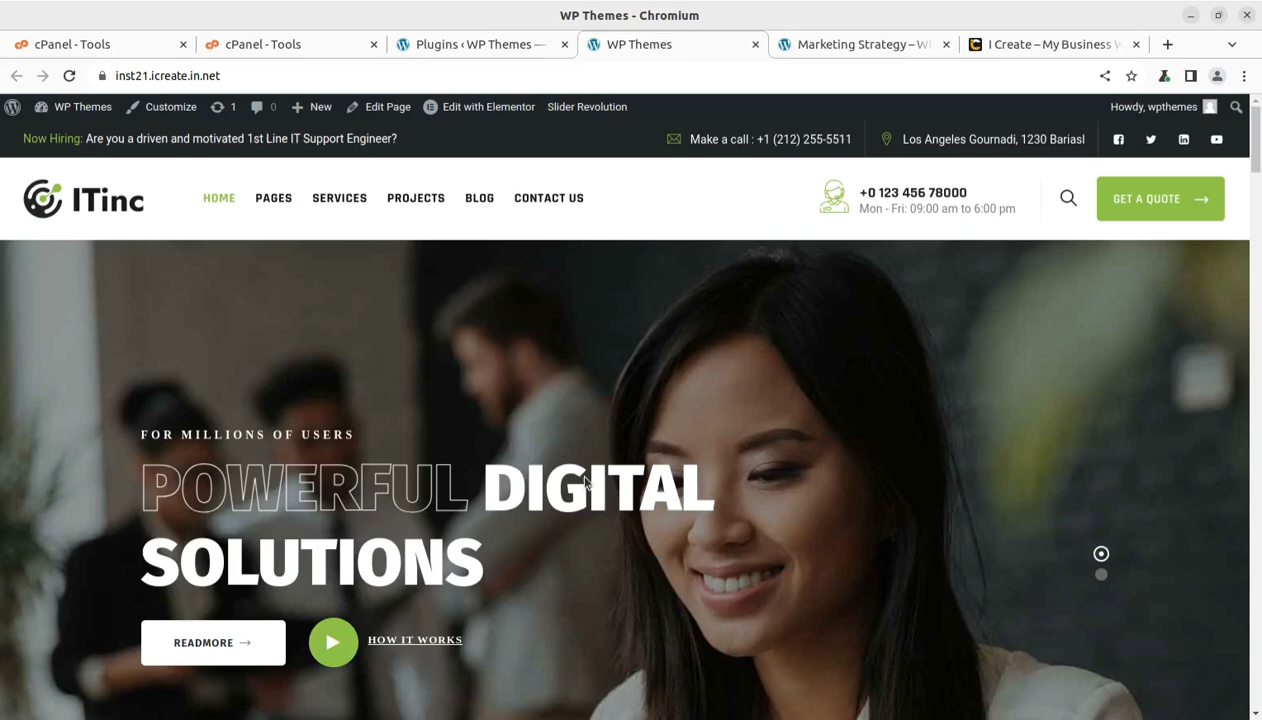 WP Themes - Chromium
cPanel - Tools
cPanel - Tools
Plugins ‹ WP Themes —
WP Themes
Marketing Strategy – W
I Create – My Business W
inst21.icreate.in.net
WP Themes
Customize
1
0
New
Edit Page
Edit with Elementor
Slider Revolution
Howdy, wpthemes
Now Hiring: Are you a driven and motivated 1st Line IT Support Engineer?
Make a call : +1 (212) 255-5511
Los Angeles Gournadi, 1230 Bariasl
ITinc
HOME
PAGES
SERVICES
PROJECTS
BLOG
CONTACT US
+0 123 456 78000
Mon - Fri: 09:00 am to 6:00 pm
GET A QUOTE
FOR MILLIONS OF USERS
POWERFUL DIGITAL
SOLUTIONS
READMORE
HOW IT WORKS